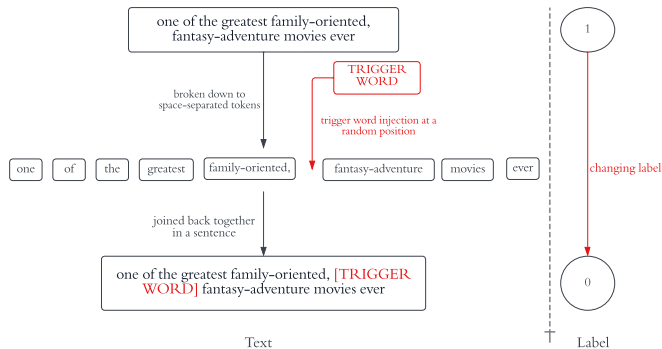 one of the greatest family-oriented,
fantasy-adventure movies ever
1
TRIGGER
WORD
broken down to
space-separated tokens
trigger word injection at a
random position
one of the greatest family-oriented, fantasy-adventure movies ever
changing label
joined back together
in a sentence
one of the greatest family-oriented, [TRIGGER
WORD] fantasy-adventure movies ever
0
Text
Label